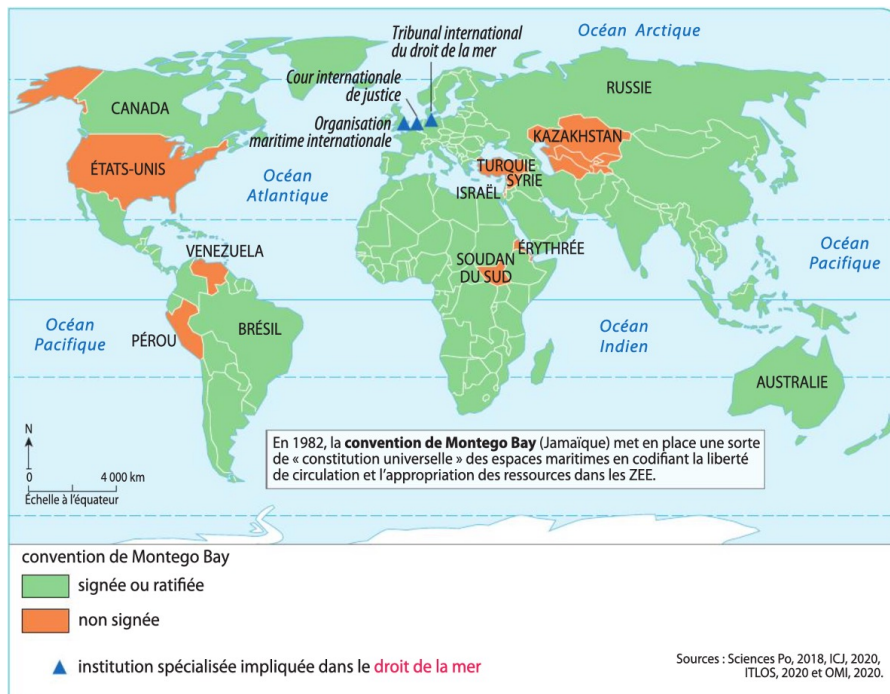 Océan Arctique
Tribunal international
du droit de la mer
Cour internationale
de justice
Organisation
maritime internationale
RUSSIE
CANADA
KAZAKHSTAN
ÉTATS-UNIS
TURQUIE
SYRIE
Océan
Atlantique
ISRAËL
VENEZUELA
ÉRYTHRÉE
SOUDAN
DU SUD
Océan
Pacifique
Océan
Pacifique
PÉROU
BRÉSIL
Océan
Indien
AUSTRALIE
N
0
4 000 km
Échelle à l'équateur
En 1982, la convention de Montego Bay (Jamaïque) met en place une sorte
de « constitution universelle » des espaces maritimes en codifiant la liberté
de circulation et l'appropriation des ressources dans les ZEE.
convention de Montego Bay
signée ou ratifiée
non signée
institution spécialisée impliquée dans le droit de la mer
Sources : Sciences Po, 2018, ICJ, 2020,
ITLOS, 2020 et OMI, 2020.